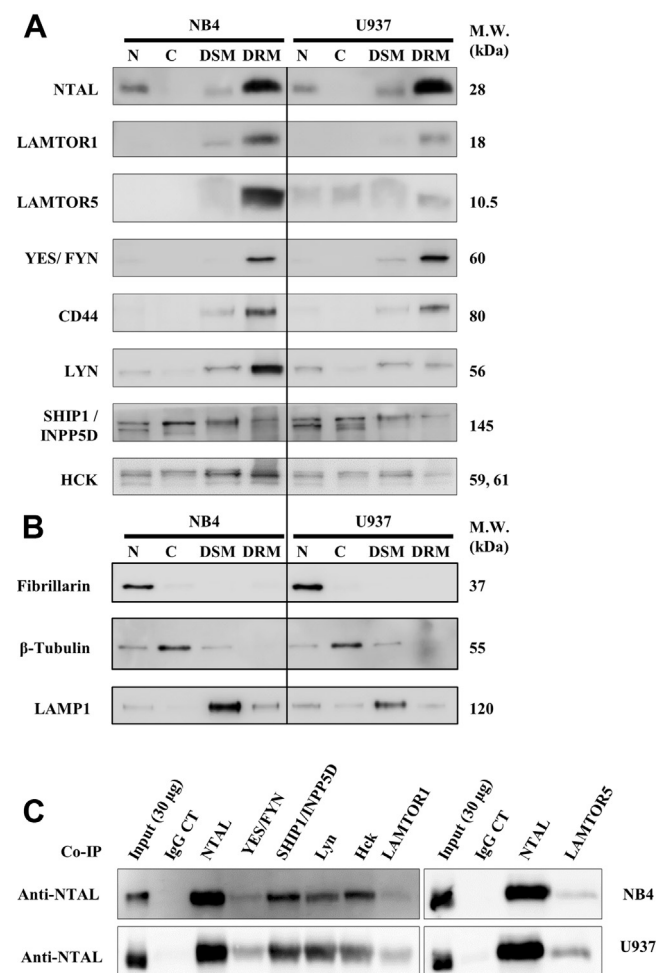 A
NB4 U937 M.W.
(kDa)
N C DSM DRM N C DSM DRM
NTAL 28
LAMTOR1 18
LAMTOR5 10.5
YES/ FYN 60
CD44 80
LYN 56
SHIP1 /
INPP5D 145
HCK 59, 61
B
NB4 U937 M.W.
(kDa)
N C DSM DRM N C DSM DRM
Fibrillarin 37
β-Tubulin 55
LAMP1 120
C
Co-IP Input (30 µg) IgG CT NTAL YES/FYN SHIP1/INPP5D Lyn Hck LAMTOR1 Input (30 µg) IgG CT NTAL LAMTOR5
Anti-NTAL NB4
Anti-NTAL U937